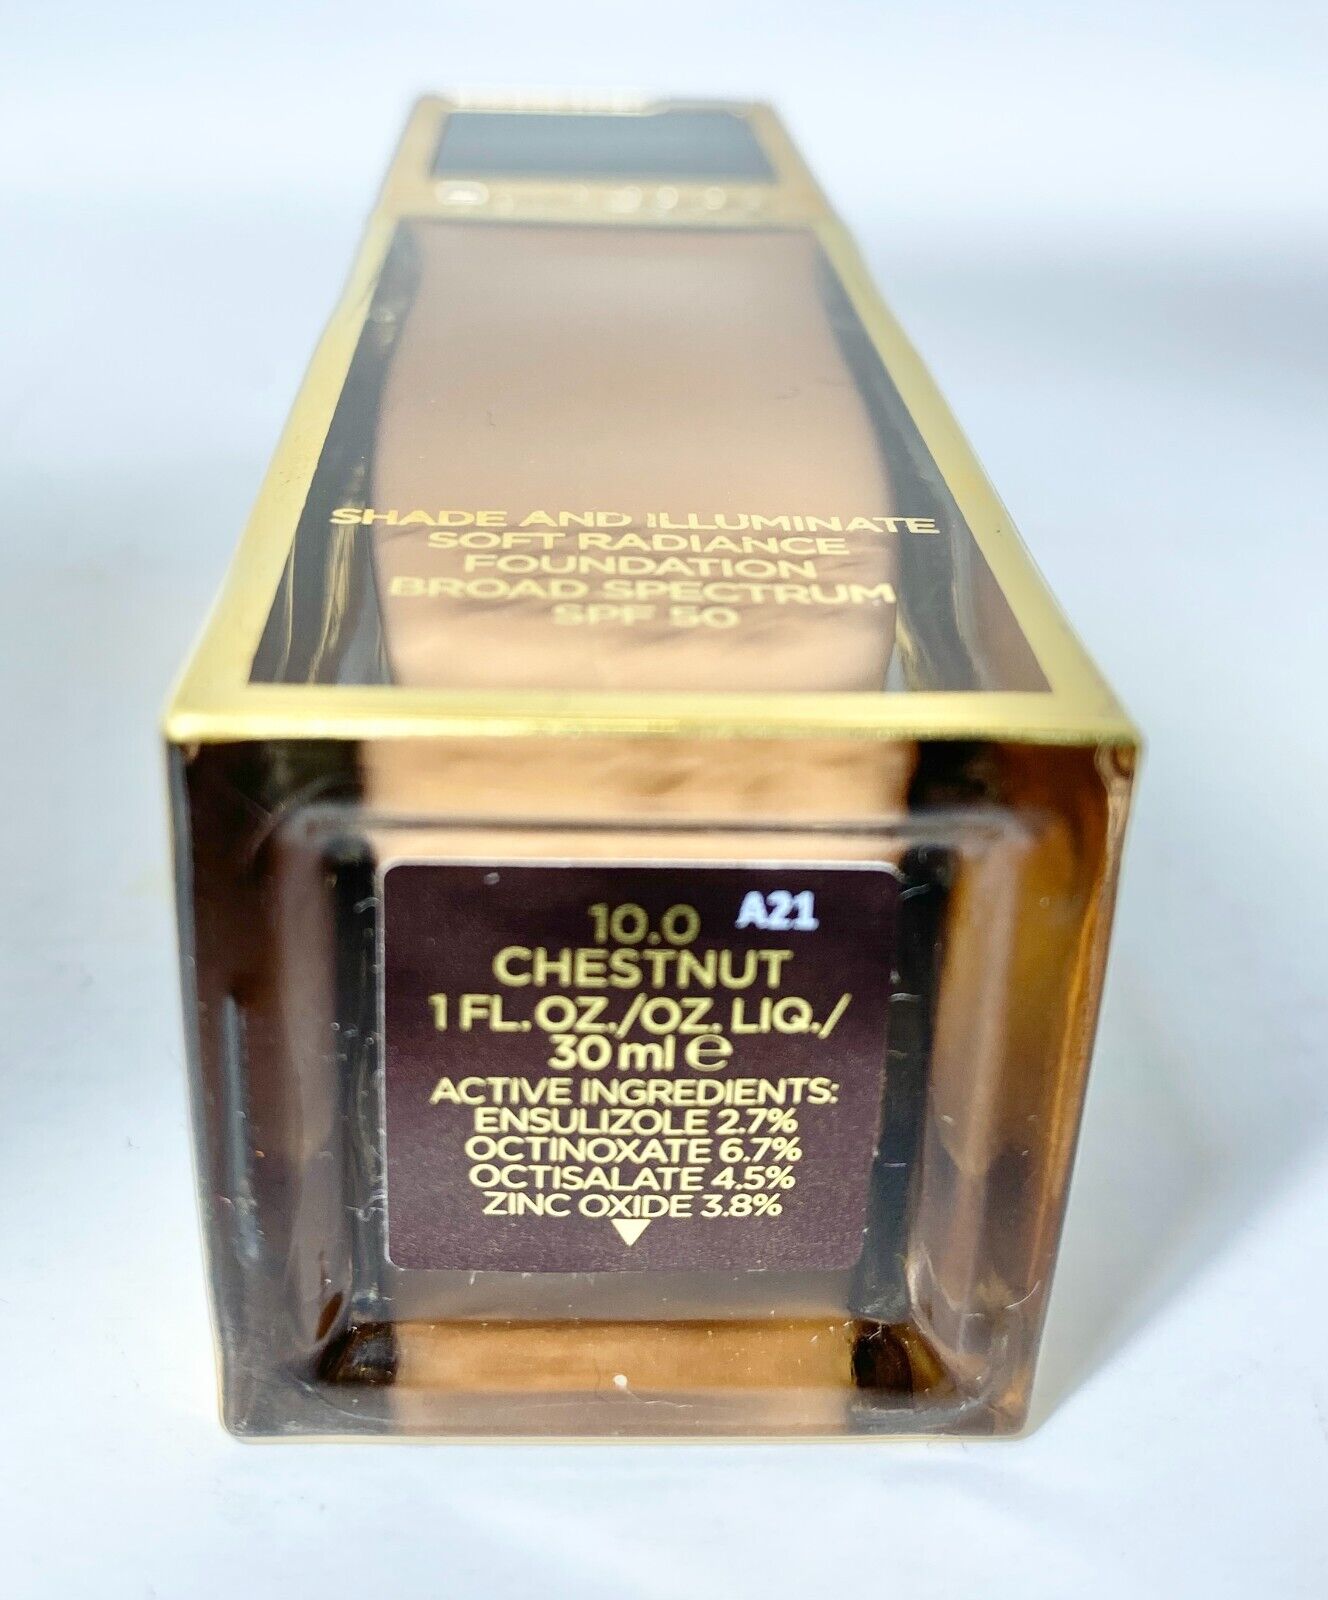 SHADE AND ILLUMINATE
SOFT RADIANCE
FOUNDATION
BROAD SPECTRUM
SPF 50
10.0 A21
CHESTNUT
1 FL. OZ./OZ. LIQ./
30 ml ℮
ACTIVE INGREDIENTS:
ENSULIZOLE 2.7%
OCTINOXATE 6.7%
OCTISALATE 4.5%
ZINC OXIDE 3.8%